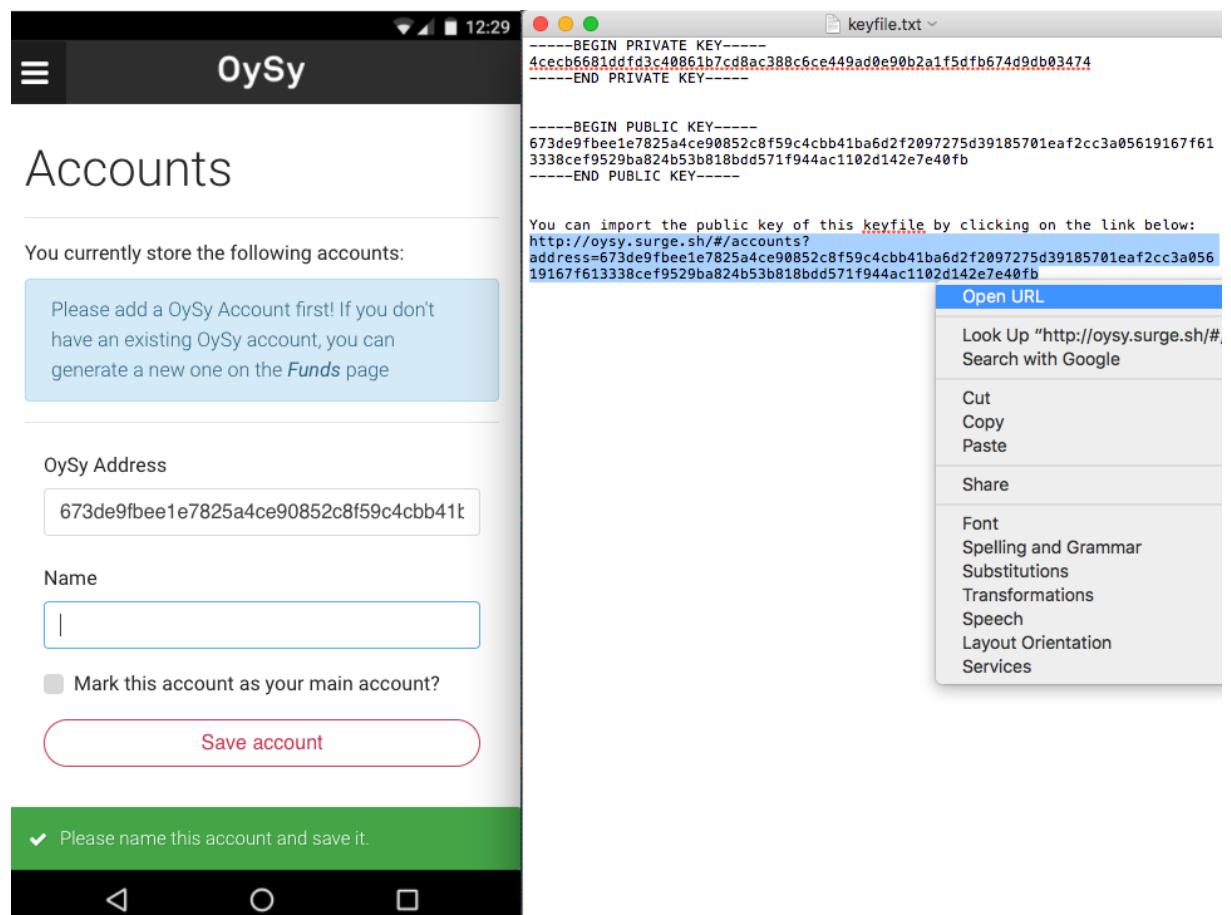 12:29
OySy
Accounts
You currently store the following accounts:
Please add a OySy Account first! If you don't
have an existing OySy account, you can
generate a new one on the Funds page
OySy Address
673de9fbee1e7825a4ce90852c8f59c4cbb41b
Name
Mark this account as your main account?
Save account
Please name this account and save it.
keyfile.txt
-----BEGIN PRIVATE KEY-----
4cecb6681ddfd3c40861b7cd8ac388c6ce449ad0e90b2a1f5dfb674d9db03474
-----END PRIVATE KEY-----
-----BEGIN PUBLIC KEY-----
673de9fbee1e7825a4ce90852c8f59c4cbb41ba6d2f2097275d39185701eaf2cc3a05619167f61
3338cef9529ba824b53b818bdd571f944ac1102d142e7e40fb
-----END PUBLIC KEY-----
You can import the public key of this keyfile by clicking on the link below:
http://oysy.surge.sh/#/accounts?
address=673de9fbee1e7825a4ce90852c8f59c4cbb41ba6d2f2097275d39185701eaf2cc3a056
19167f613338cef9529ba824b53b818bdd571f944ac1102d142e7e40fb
Open URL
Look Up “http://oysy.surge.sh/#/
Search with Google
Cut
Copy
Paste
Share
Font
Spelling and Grammar
Substitutions
Transformations
Speech
Layout Orientation
Services